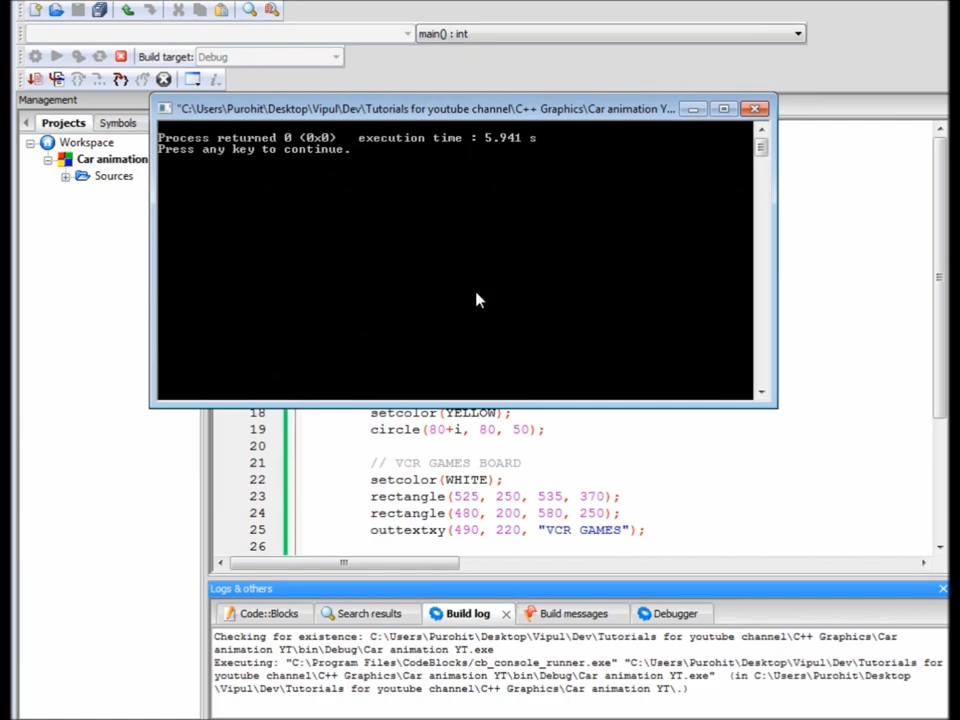 main() : int
Build target: Debug
Management
Projects Symbols
Workspace
Car animation
Sources
"C:\Users\Purohit\Desktop\Vipul\Dev\Tutorials for youtube channel\C++ Graphics\Car animation Y...
Process returned 0 (0x0)   execution time : 5.941 s
Press any key to continue.
18 setcolor(YELLOW);
19 circle(80+i, 80, 50);
20
21 // VCR GAMES BOARD
22 setcolor(WHITE);
23 rectangle(525, 250, 535, 370);
24 rectangle(480, 200, 580, 250);
25 outtextxy(490, 220, "VCR GAMES");
26
Logs & others
Code::Blocks Search results Build log Build messages Debugger
Checking for existence: C:\Users\Purohit\Desktop\Vipul\Dev\Tutorials for youtube channel\C++ Graphics\Car
animation YT\bin\Debug\Car animation YT.exe
Executing: "C:\Program Files\CodeBlocks/cb_console_runner.exe" "C:\Users\Purohit\Desktop\Vipul\Dev\Tutorials for
youtube channel\C++ Graphics\Car animation YT\bin\Debug\Car animation YT.exe"  (in C:\Users\Purohit\Desktop
\Vipul\Dev\Tutorials for youtube channel\C++ Graphics\Car animation YT\.)